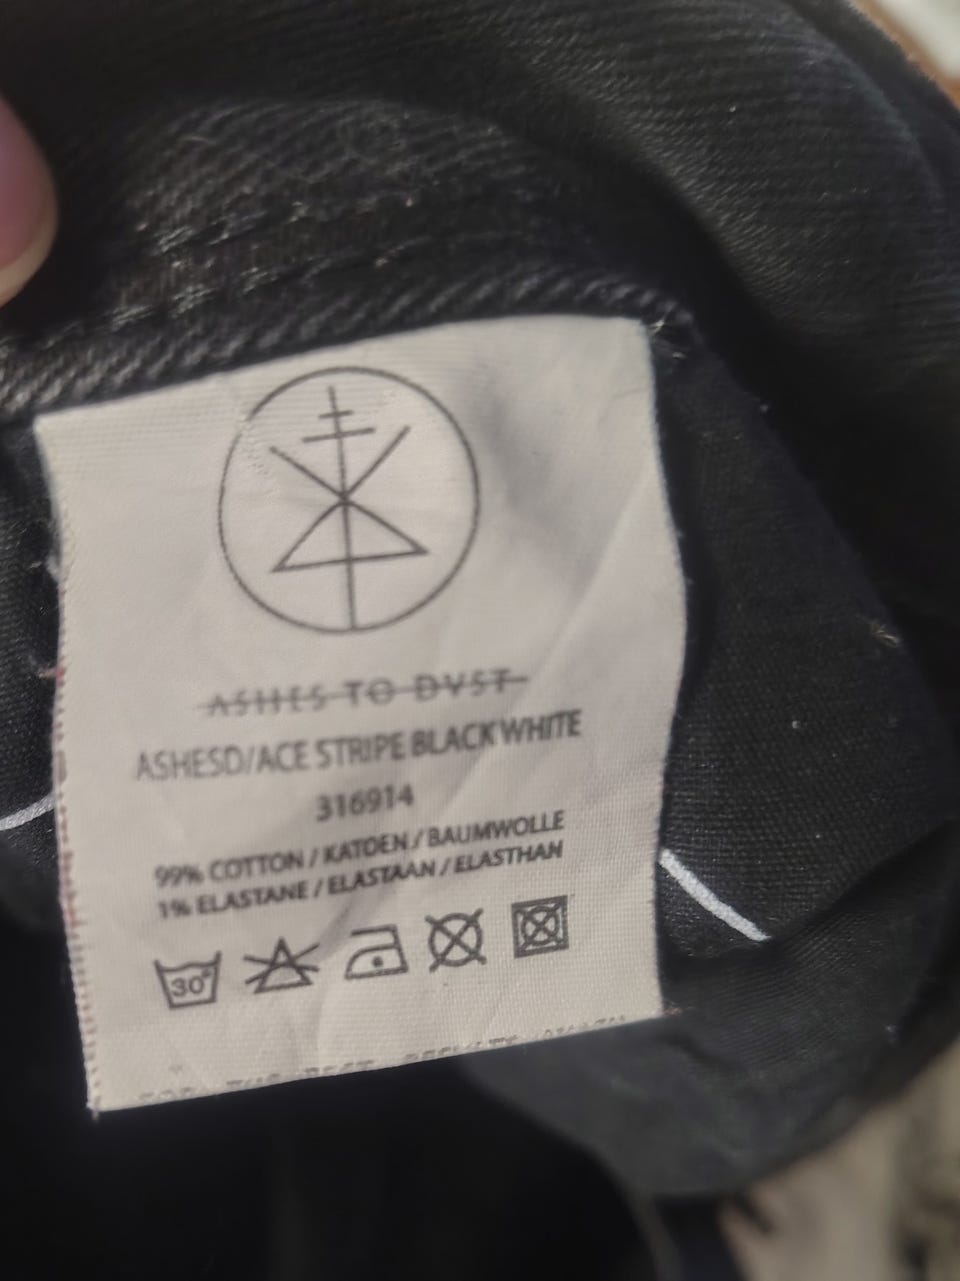 ASHES TO DVST
ASHESD/ACE STRIPE BLACK WHITE
316914
99% COTTON / KATOEN / BAUMWOLLE
1% ELASTANE / ELASTAAN / ELASTHAN
30°